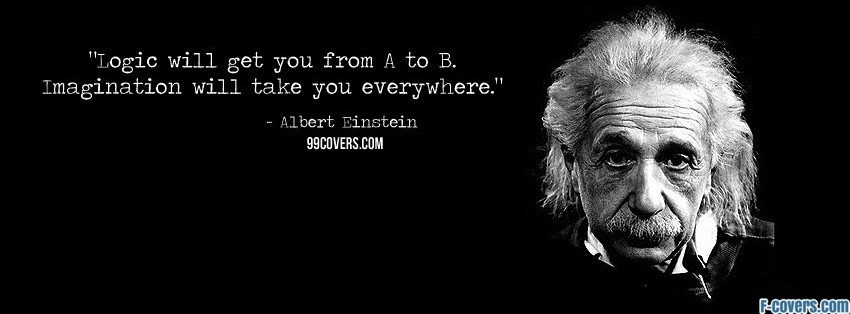 "Logic will get you from A to B.
Imagination will take you everywhere."
- Albert Einstein
99COVERS.COM
F-covers.com